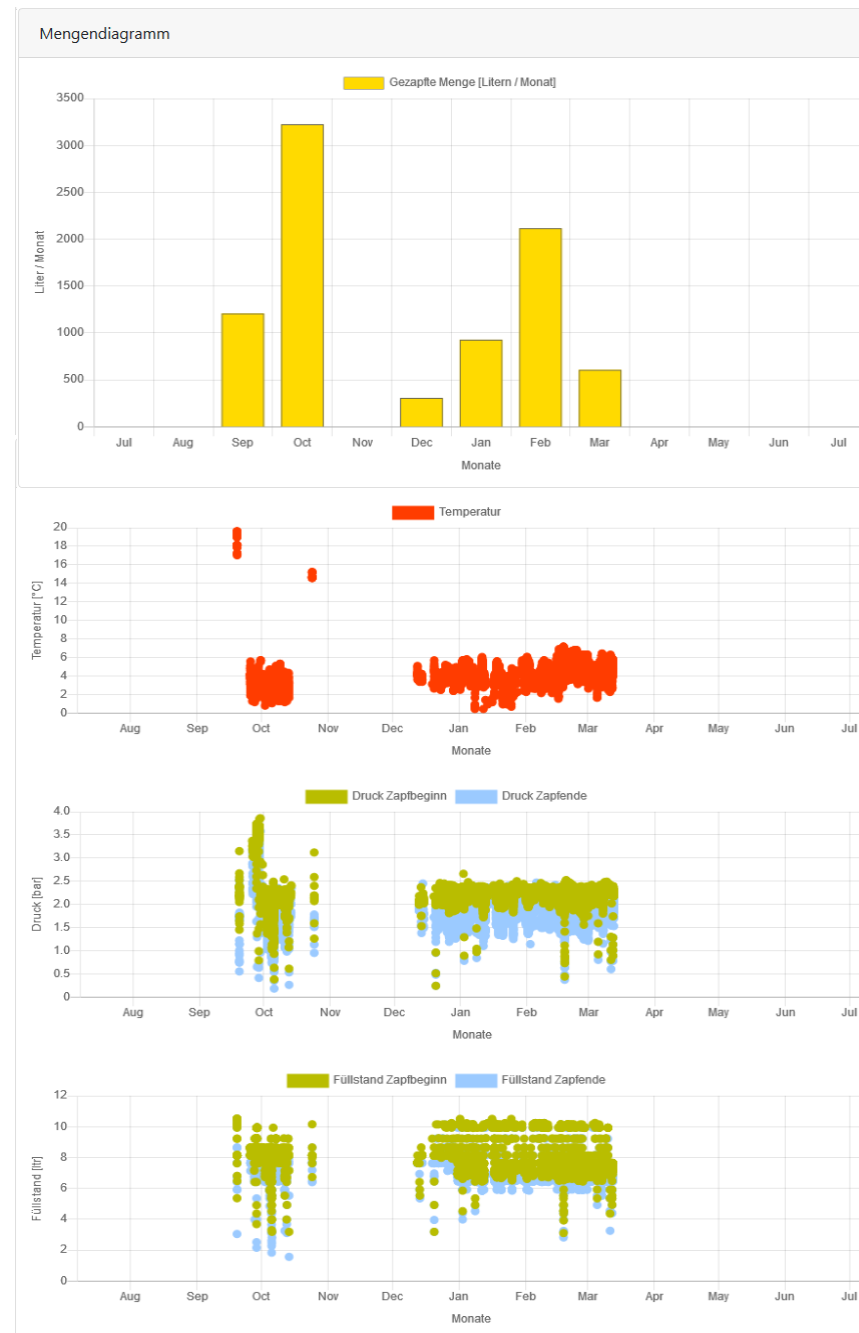 Mengendiagramm
Gezapfte Menge [Litern / Monat]
3500
3000
2500
2000
1500
1000
500
0
Liter / Monat
Jul Aug Sep Oct Nov Dec Jan Feb Mar Apr May Jun Jul
Monate
Temperatur
20
18
16
14
12
10
8
6
4
2
0
Temperatur [°C]
Aug Sep Oct Nov Dec Jan Feb Mar Apr May Jun Jul
Monate
Druck Zapfbeginn Druck Zapfende
4.0
3.5
3.0
2.5
2.0
1.5
1.0
0.5
0
Druck [bar]
Aug Sep Oct Nov Dec Jan Feb Mar Apr May Jun Jul
Monate
Füllstand Zapfbeginn Füllstand Zapfende
12
10
8
6
4
2
0
Füllstand [ltr]
Aug Sep Oct Nov Dec Jan Feb Mar Apr May Jun Jul
Monate